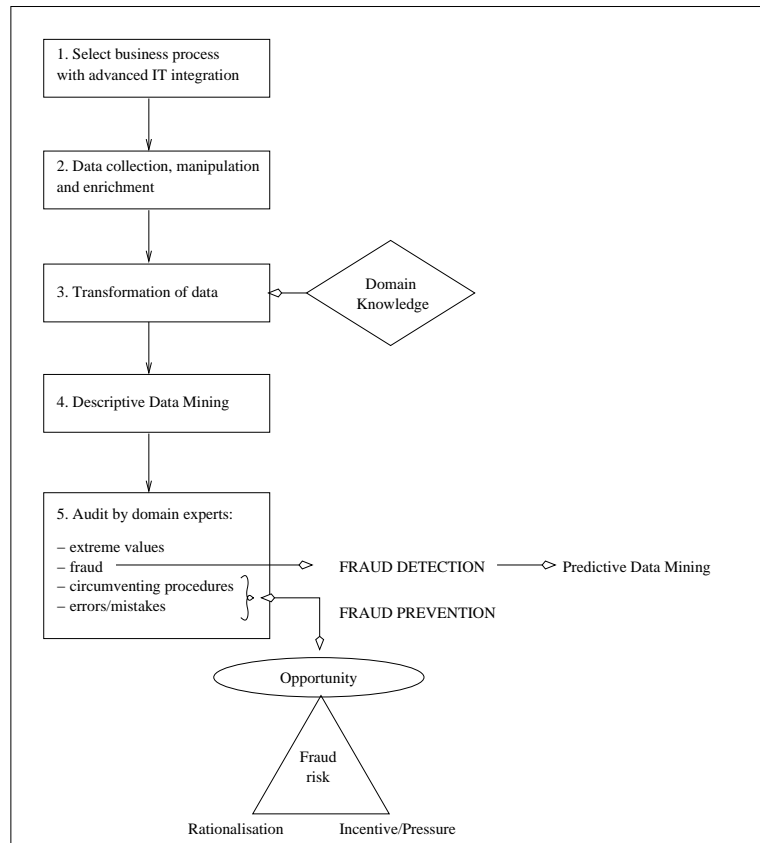 1. Select business process
with advanced IT integration
2. Data collection, manipulation
and enrichment
3. Transformation of data
Domain
Knowledge
4. Descriptive Data Mining
5. Audit by domain experts:
– extreme values
– fraud
FRAUD DETECTION
Predictive Data Mining
– circumventing procedures
– errors/mistakes
FRAUD PREVENTION
Opportunity
Fraud
risk
Rationalisation
Incentive/Pressure